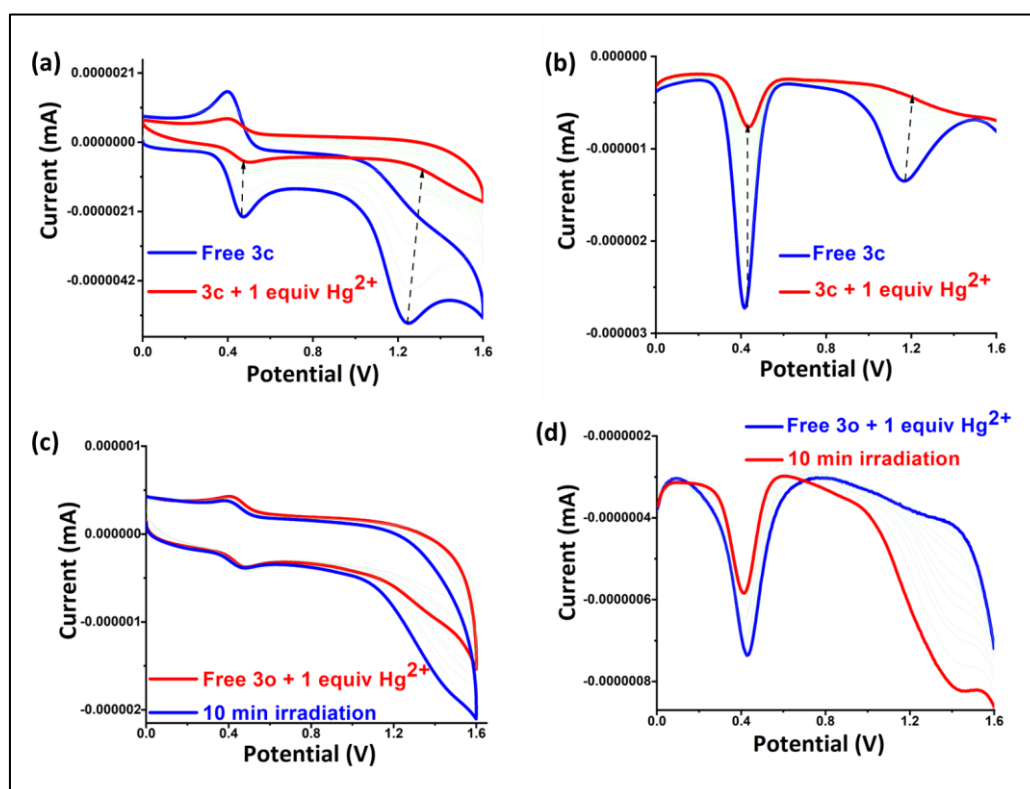 (a)
0.0000021
0.0000000
-0.0000021
-0.0000042
Current (mA)
Free 3c
3c + 1 equiv Hg2+
0.0 0.4 0.8 1.2 1.6
Potential (V)
(b)
0.000000
-0.000001
-0.000002
-0.000003
Current (mA)
Free 3c
3c + 1 equiv Hg2+
0.0 0.4 0.8 1.2 1.6
Potential (V)
(c)
0.000001
0.000000
-0.000001
-0.000002
Current (mA)
Free 3o + 1 equiv Hg2+
10 min irradiation
0.0 0.4 0.8 1.2 1.6
Potential (V)
(d)
Free 3o + 1 equiv Hg2+
10 min irradiation
-0.0000002
-0.0000004
-0.0000006
-0.0000008
Current (mA)
0.0 0.4 0.8 1.2 1.6
Potential (V)